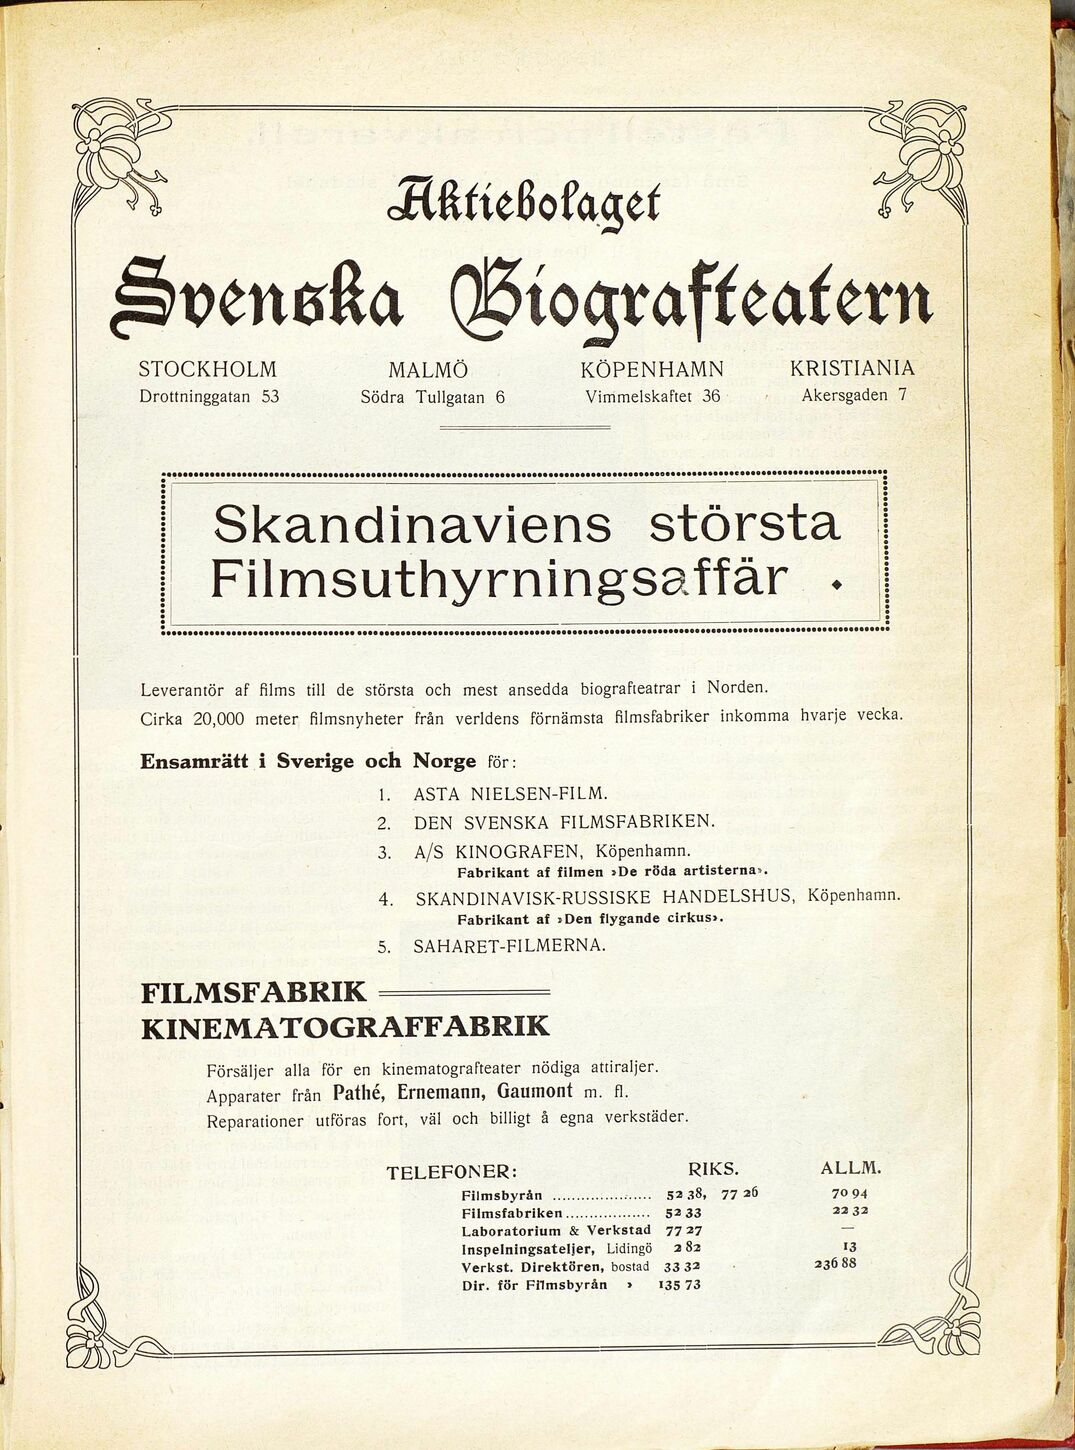 Aktiebolaget
Svenska Biografteatern
STOCKHOLM MALMÖ KÖPENHAMN KRISTIANIA
Drottninggatan 53 Södra Tullgatan 6 Vimmelskaftet 36 Akersgaden 7
Skandinaviens största
Filmsuthyrningsaffär
Leverantör af films till de största och mest ansedda biografteatrar i Norden.
Cirka 20,000 meter filmsnyheter från verldens förnämsta filmsfabriker inkomma hvarje vecka.
Ensamrätt i Sverige och Norge för:
1. ASTA NIELSEN-FILM.
2. DEN SVENSKA FILMSFABRIKEN.
3. A/S KINOGRAFEN, Köpenhamn.
Fabrikant af filmen »De röda artisterna».
4. SKANDINAVISK-RUSSISKE HANDELSHUS, Köpenhamn.
Fabrikant af »Den flygande cirkus».
5. SAHARET-FILMERNA.
FILMSFABRIK
KINEMATOGRAFFABRIK
Försäljer alla för en kinematografteater nödiga attiraljer.
Apparater från Pathé, Ernemann, Gaumont m. fl.
Reparationer utföras fort, väl och billigt å egna verkstäder.
TELEFONER: RIKS. ALLM.
Filmsbyrån ........................ 52 38, 77 26 70 94
Filmsfabriken .................... 52 33 22 32
Laboratorium & Verkstad 77 27 —
Inspelningsateljer, Lidingö 2 82 13
Verkst. Direktören, bostad 33 32 236 88
Dir. för Filmsbyrån » 135 73